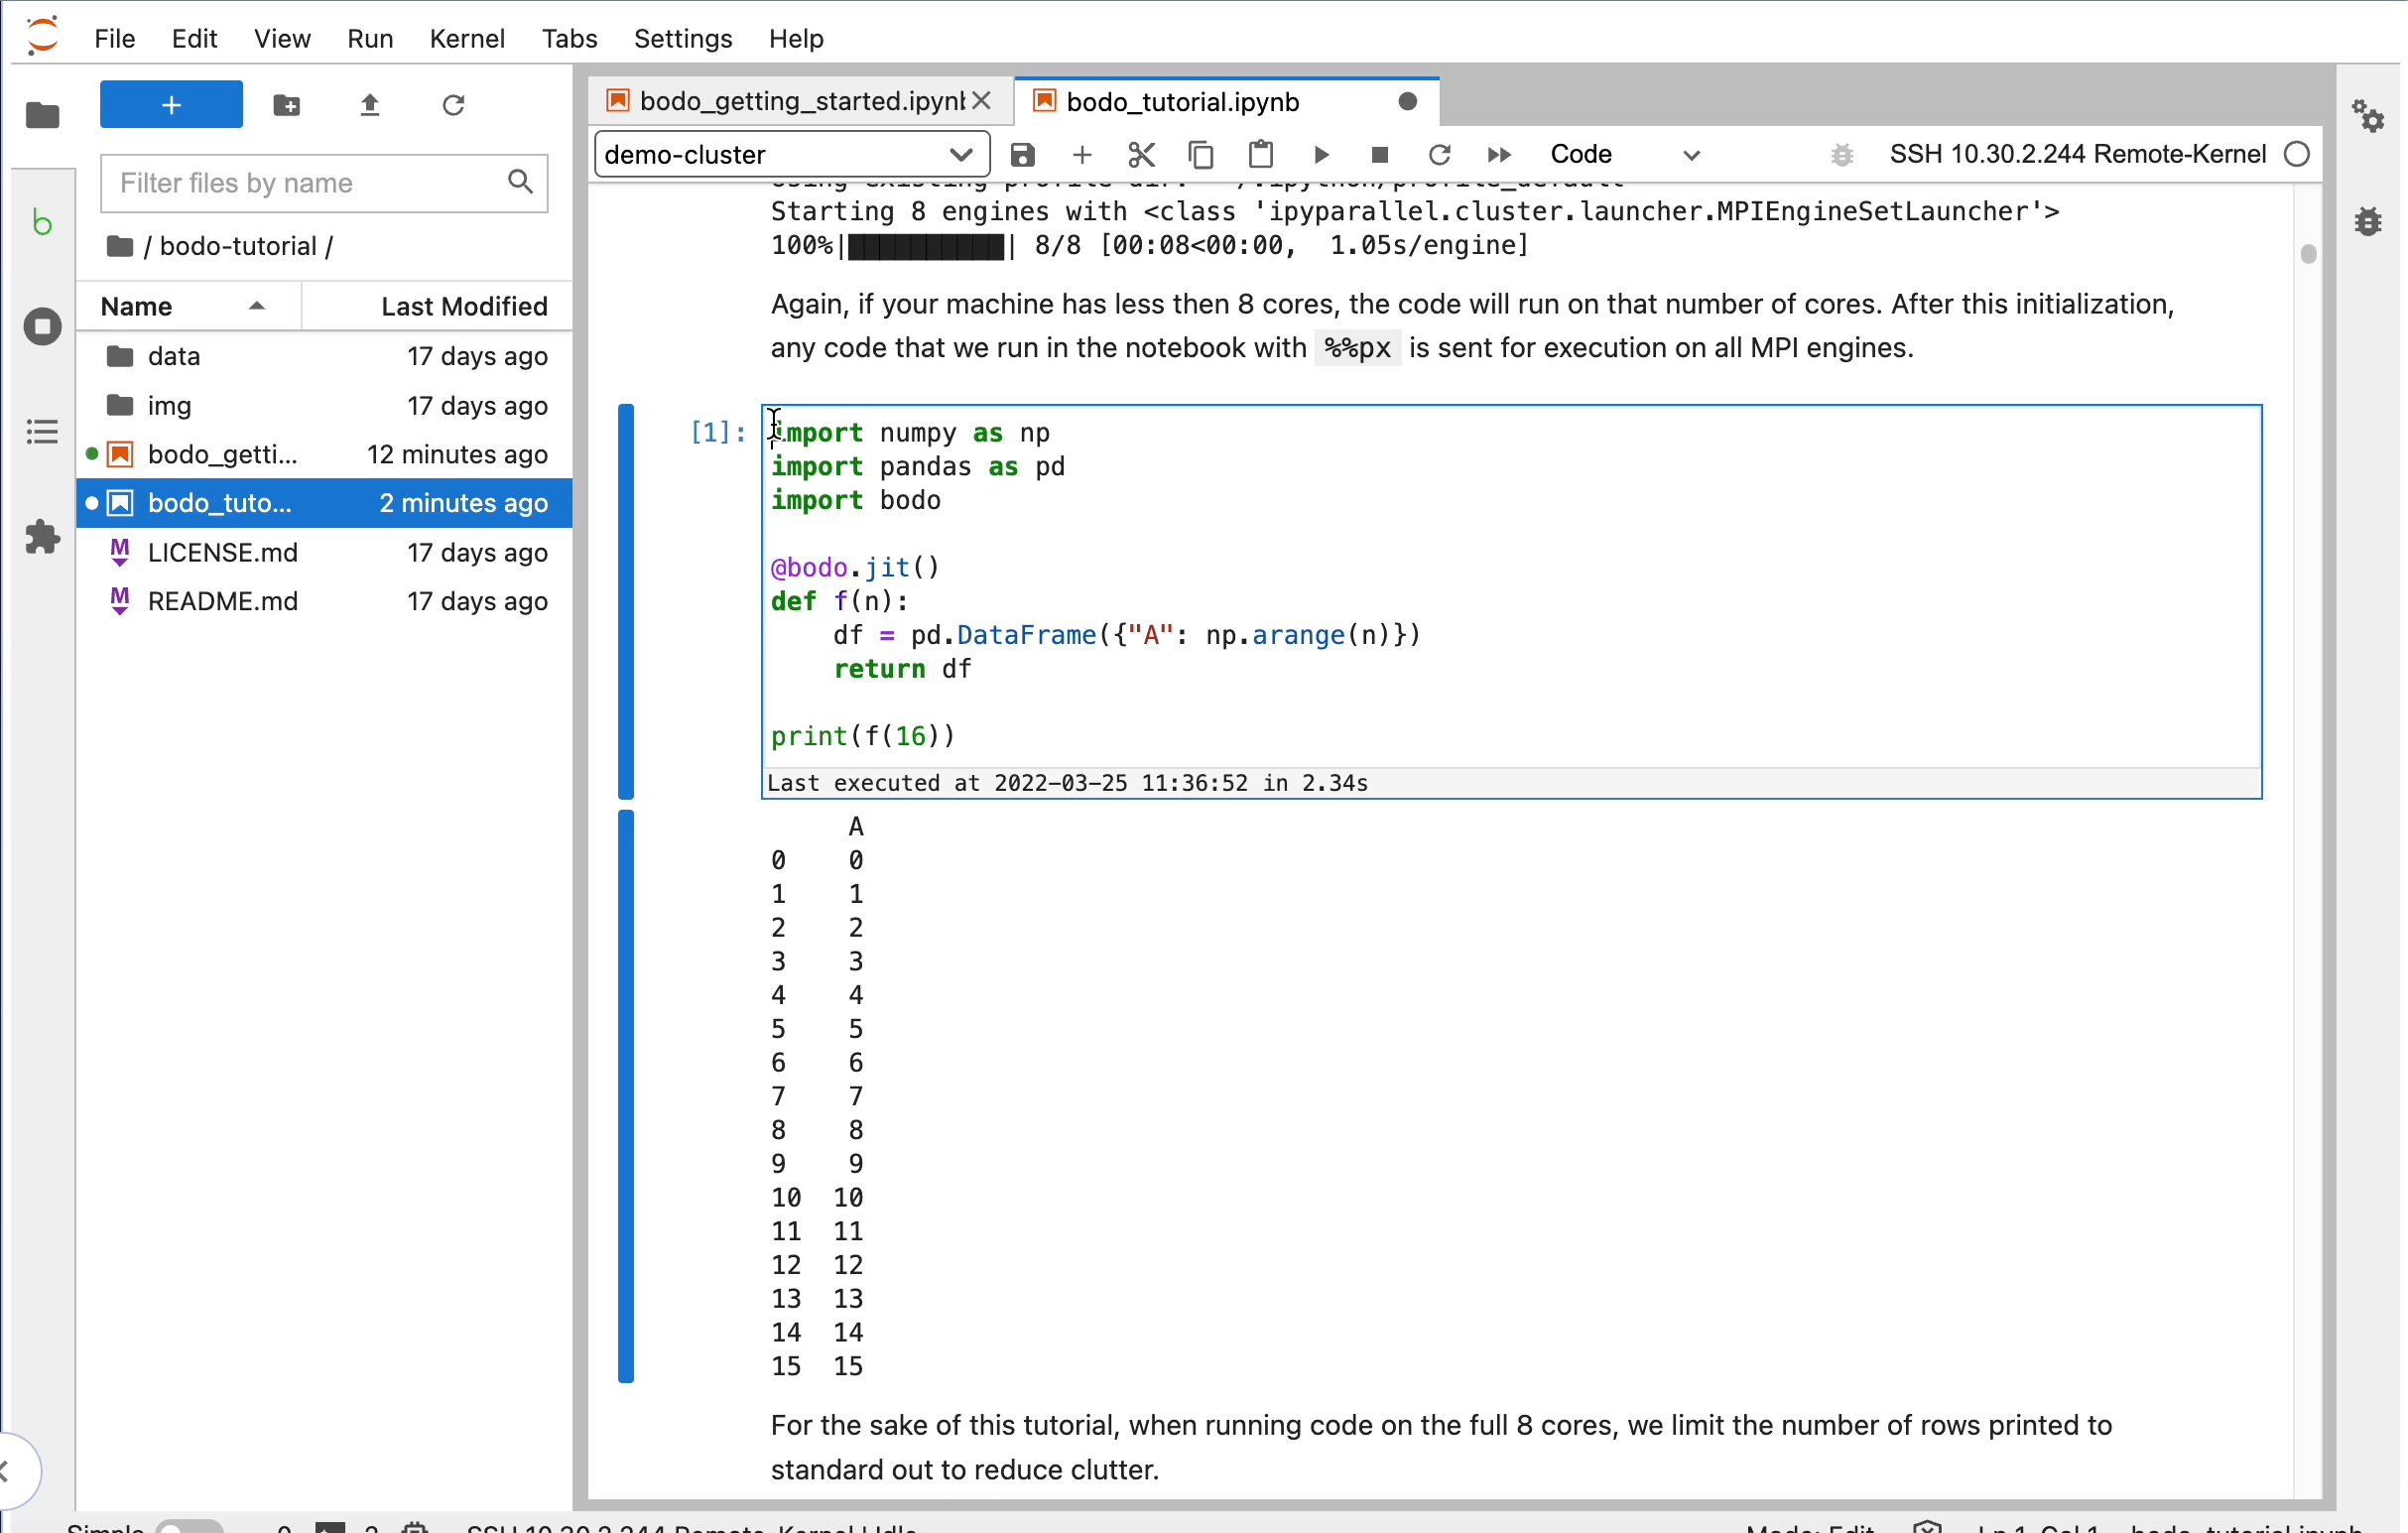 File Edit View Run Kernel Tabs Settings Help
+
Filter files by name
/ bodo-tutorial /
Name Last Modified
data 17 days ago
img 17 days ago
bodo_getti... 12 minutes ago
bodo_tuto... 2 minutes ago
LICENSE.md 17 days ago
README.md 17 days ago
bodo_getting_started.ipynb
bodo_tutorial.ipynb
demo-cluster Code SSH 10.30.2.244 Remote-Kernel
Using existing profile dir:
Starting 8 engines with <class 'ipyparallel.cluster.launcher.MPIEngineSetLauncher'>
100%|██████████| 8/8 [00:08<00:00, 1.05s/engine]
Again, if your machine has less then 8 cores, the code will run on that number of cores. After this initialization,
any code that we run in the notebook with %%px is sent for execution on all MPI engines.
[1]: import numpy as np
import pandas as pd
import bodo
@bodo.jit()
def f(n):
    df = pd.DataFrame({"A": np.arange(n)})
    return df
print(f(16))
Last executed at 2022-03-25 11:36:52 in 2.34s
A
0 0
1 1
2 2
3 3
4 4
5 5
6 6
7 7
8 8
9 9
10 10
11 11
12 12
13 13
14 14
15 15
For the sake of this tutorial, when running code on the full 8 cores, we limit the number of rows printed to
standard out to reduce clutter.
Simple SSH 10.30.2.244 Remote-Kernel | Idle Mode: Edit Ln 1, Col 1 bodo_tutorial.ipynb